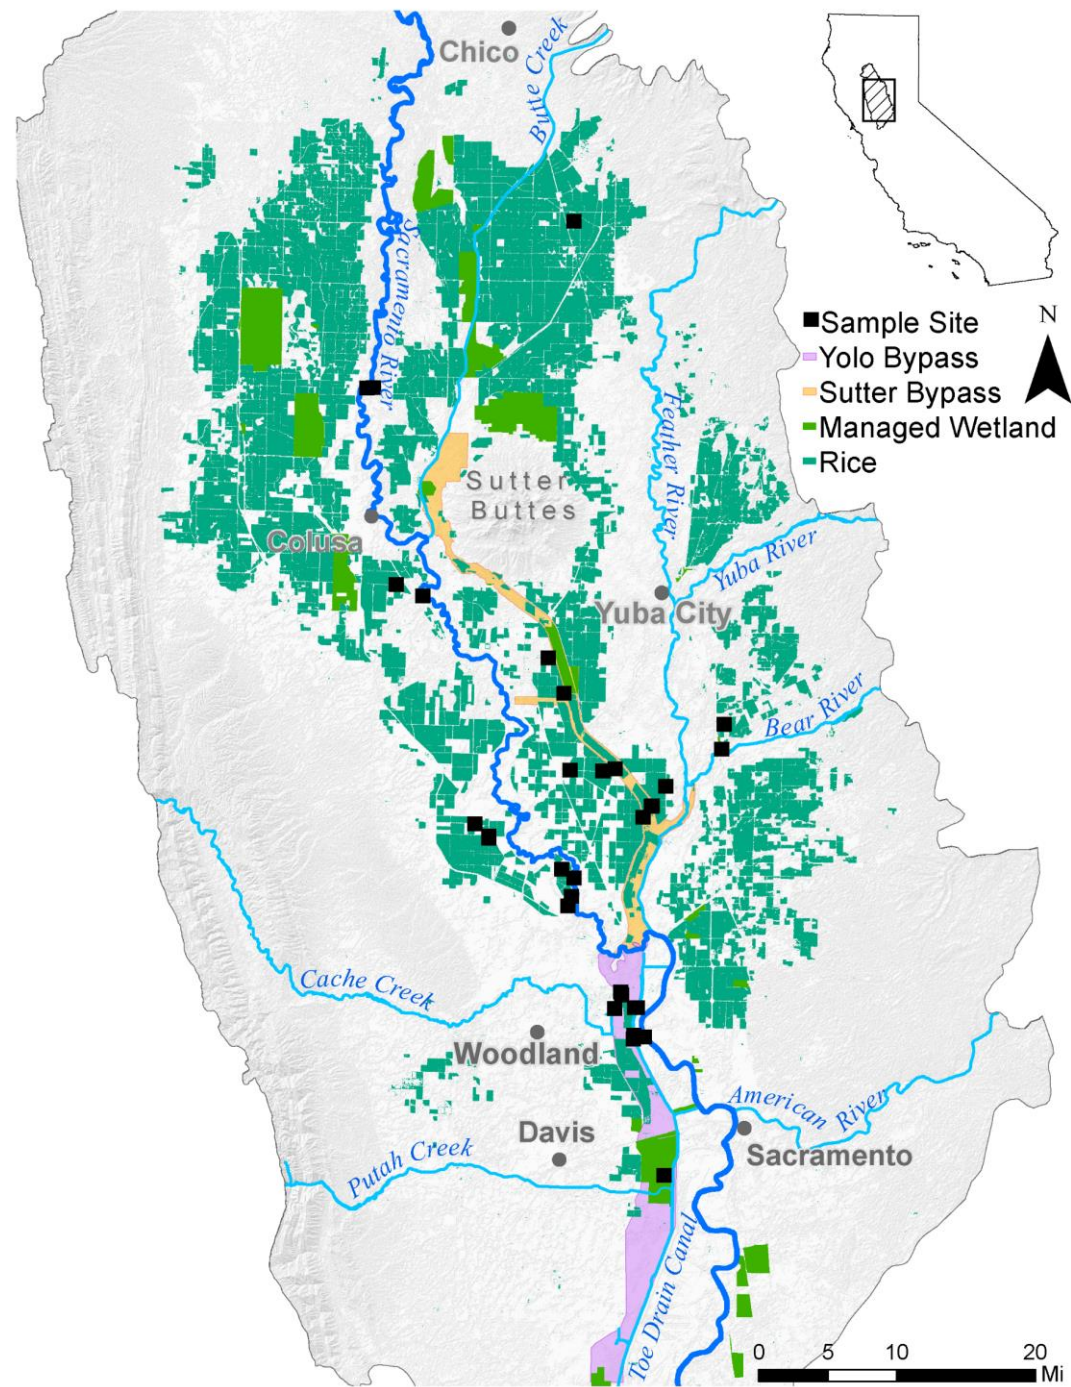 Chico
Butte Creek
Sacramento River
N
Sample Site
Yolo Bypass
Sutter Bypass
Managed Wetland
Rice
Feather River
Sutter
Buttes
Colusa
Yuba River
Yuba City
Bear River
Cache Creek
Woodland
American River
Davis
Sacramento
Putah Creek
Toe Drain Canal
0 5 10 20
Mi